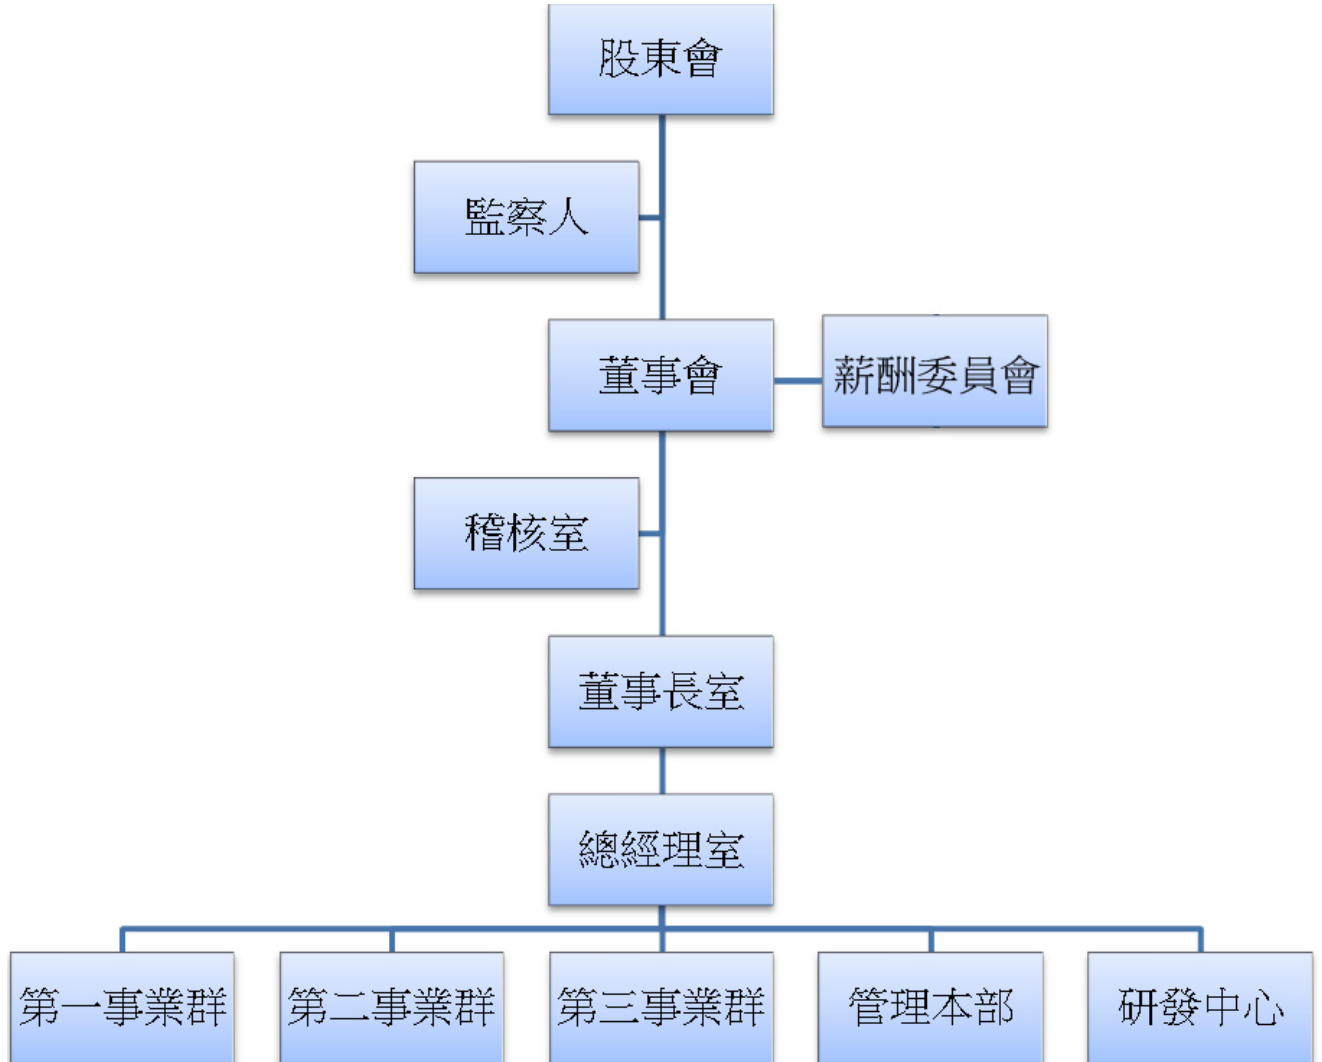 股東會
監察人
董事會
薪酬委員會
稽核室
董事長室
總經理室
第一事業群
第二事業群
第三事業群
管理本部
研發中心